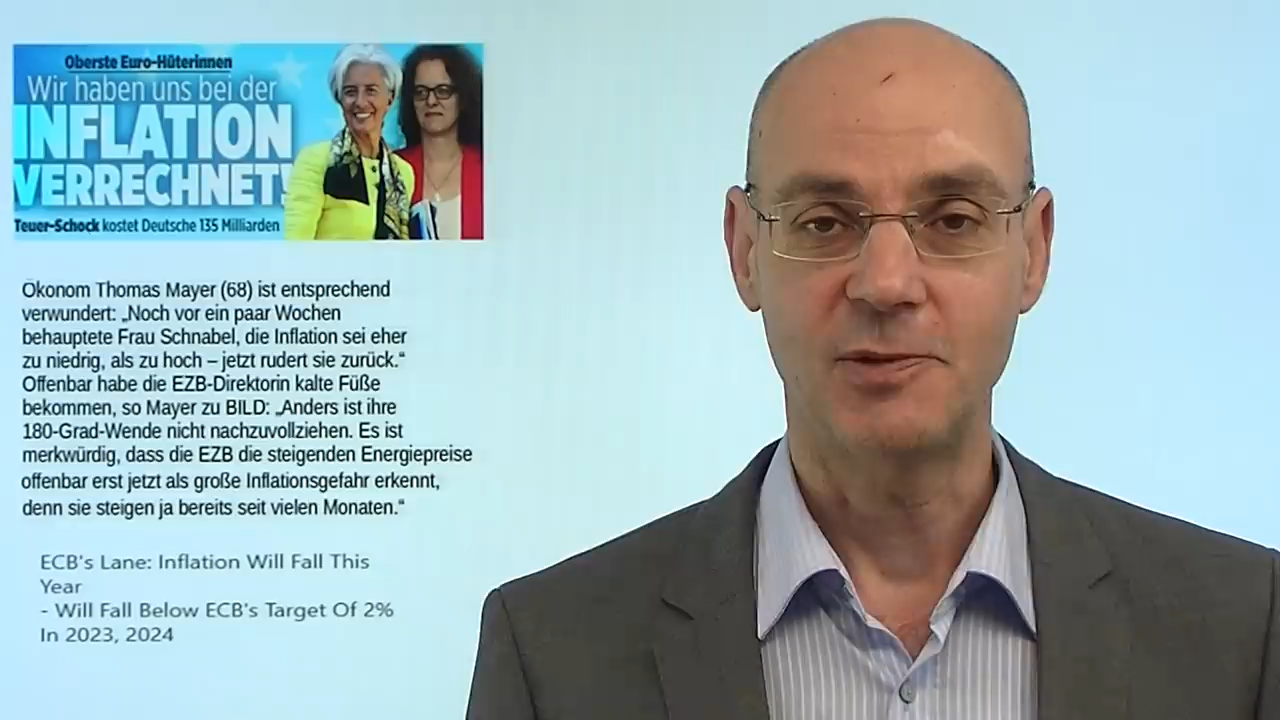 Oberste Euro-Hüterinnen
Wir haben uns bei der
INFLATION
VERRECHNET!
Teuer-Schock kostet Deutsche 135 Milliarden
Ökonom Thomas Mayer (68) ist entsprechend
verwundert: „Noch vor ein paar Wochen
behauptete Frau Schnabel, die Inflation sei eher
zu niedrig, als zu hoch – jetzt rudert sie zurück.“
Offenbar habe die EZB-Direktorin kalte Füße
bekommen, so Mayer zu BILD: „Anders ist ihre
180-Grad-Wende nicht nachzuvollziehen. Es ist
merkwürdig, dass die EZB die steigenden Energiepreise
offenbar erst jetzt als große Inflationsgefahr erkennt,
denn sie steigen ja bereits seit vielen Monaten.“
ECB's Lane: Inflation Will Fall This
Year
- Will Fall Below ECB's Target Of 2%
In 2023, 2024